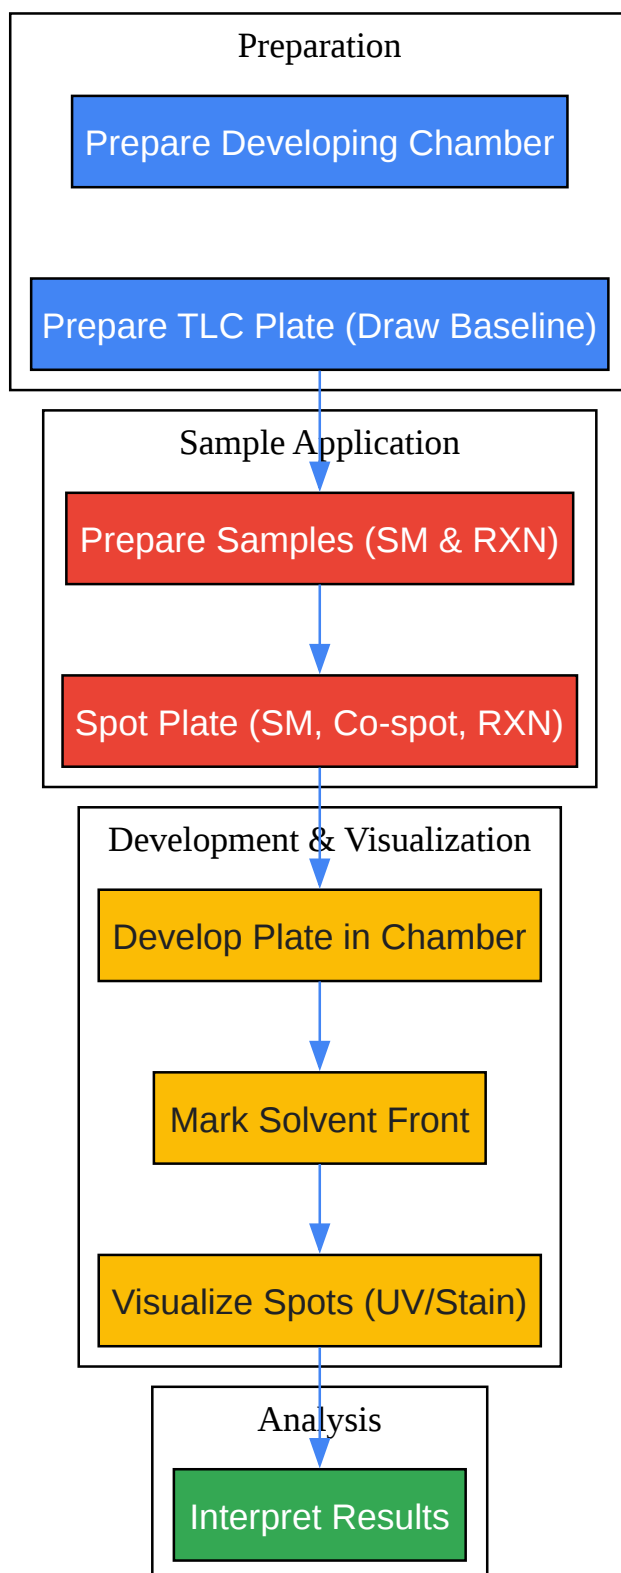 Preparation
Prepare Developing Chamber
Prepare TLC Plate (Draw Baseline)
Sample Application
Prepare Samples (SM & RXN)
Spot Plate (SM, Co-spot, RXN)
Development & Visualization
Develop Plate in Chamber
Mark Solvent Front
Visualize Spots (UV/Stain)
Analysis
Interpret Results